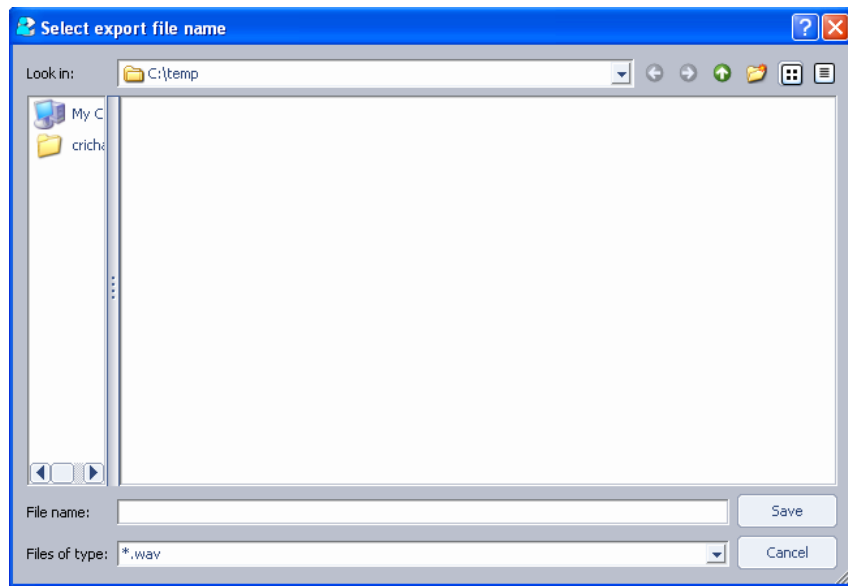 Select export file name
Look in: C:\temp
My C
cricha
File name: Save
Files of type: *.wav Cancel